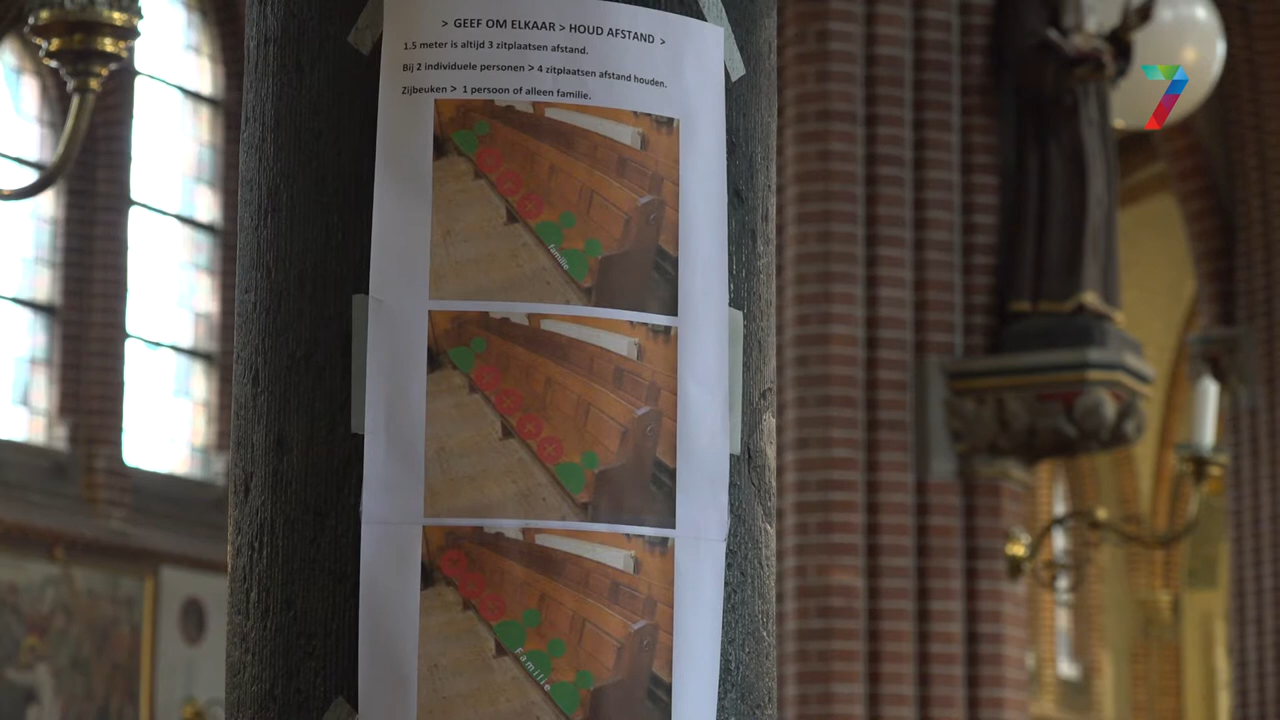 > GEEF OM ELKAAR > HOUD AFSTAND >
1.5 meter is altijd 3 zitplaatsen afstand.
Bij 2 individuele personen > 4 zitplaatsen afstand houden.
Zijbeuken > 1 persoon of alleen familie.
familie
Familie
7